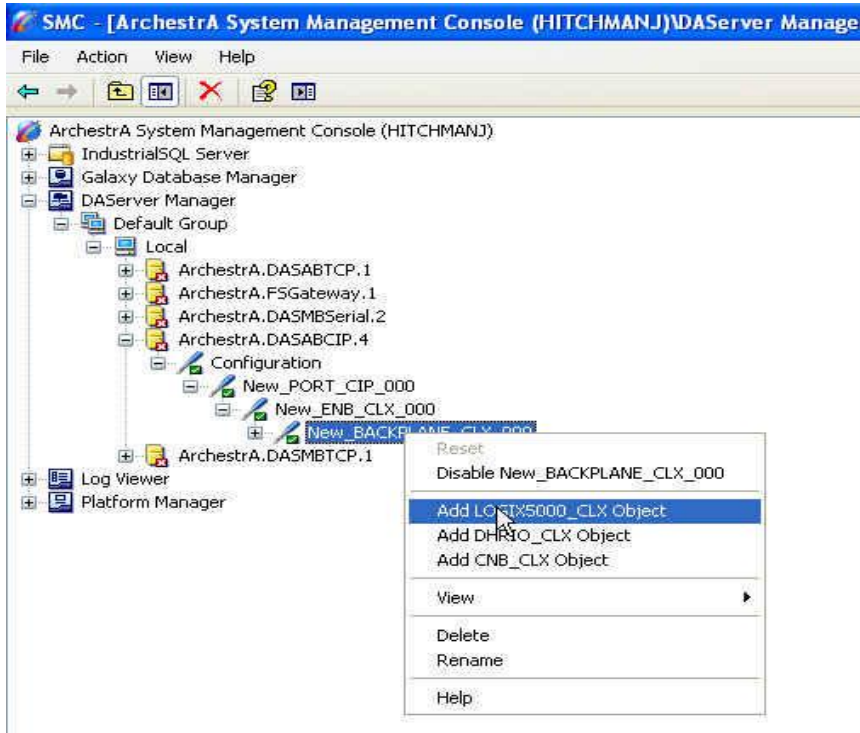 SMC - [ArchestrA System Management Console (HITCHMANJ)\DAServer Manage
File Action View Help
ArchestrA System Management Console (HITCHMANJ)
IndustrialSQL Server
Galaxy Database Manager
DAServer Manager
Default Group
Local
ArchestrA.DASABTCP.1
ArchestrA.FSGateway.1
ArchestrA.DASMBSerial.2
ArchestrA.DASABCIP.4
Configuration
New_PORT_CIP_000
New_ENB_CLX_000
New_BACKPLANE_CLX_000
ArchestrA.DASMBTCP.1
Log Viewer
Platform Manager
Reset
Disable New_BACKPLANE_CLX_000
Add LOGIX5000_CLX Object
Add DHRIO_CLX Object
Add CNB_CLX Object
View
Delete
Rename
Help